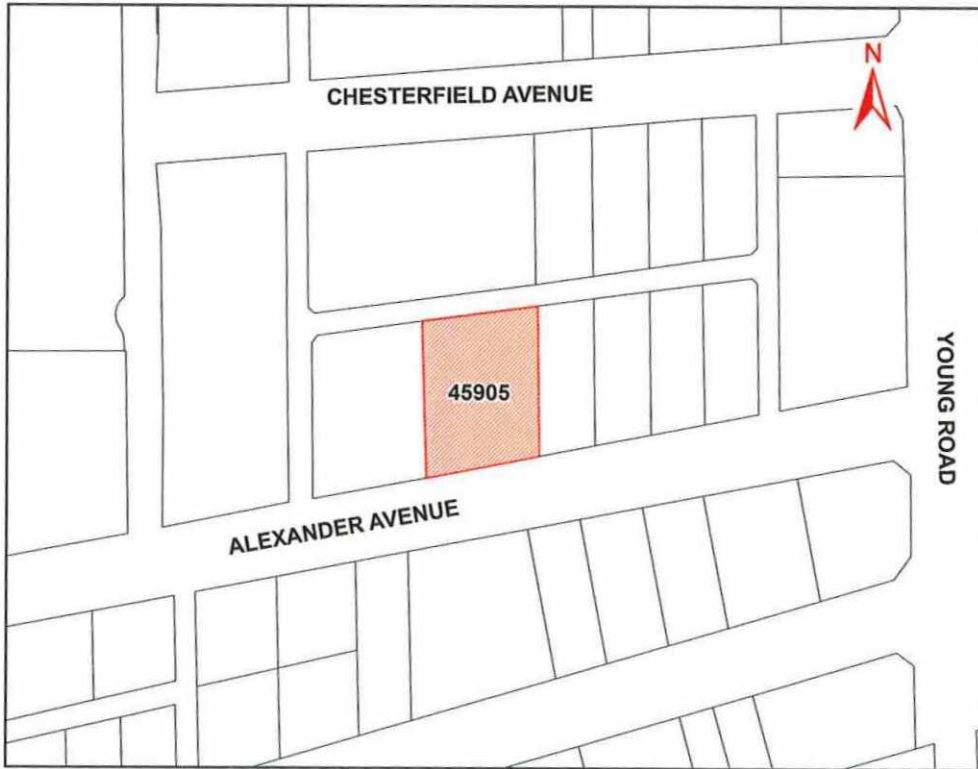 N
CHESTERFIELD AVENUE
45905
YOUNG ROAD
ALEXANDER AVENUE